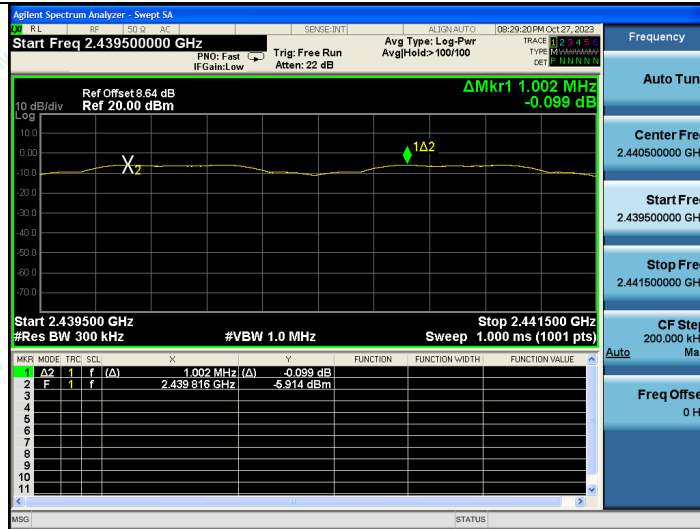 Agilent Spectrum Analyzer - Swept SA
LXI RL RF 50 Ω AC SENSE:INT ALIGNAUTO 08:29:20PM Oct 27, 2023
Start Freq 2.439500000 GHz
PNO: Fast
IFGain:Low
Trig: Free Run
Atten: 22 dB
Avg Type: Log-Pwr
Avg|Hold:>100/100
TRACE 1 2 3 4 5 6
TYPE MWWWWW
DET P N N N N N
ΔMkr1 1.002 MHz
-0.099 dB
Ref Offset 8.64 dB
10 dB/div Ref 20.00 dBm
Log
10.0
0.00
-10.0
-20.0
-30.0
-40.0
-50.0
-60.0
-70.0
1Δ2
X2
Start 2.439500 GHz Stop 2.441500 GHz
#Res BW 300 kHz #VBW 1.0 MHz Sweep 1.000 ms (1001 pts)
MKR MODE TRC SCL X Y FUNCTION FUNCTION WIDTH FUNCTION VALUE
1 Δ2 1 f (Δ) 1.002 MHz (Δ) -0.099 dB
2 F 1 f 2.439 816 GHz -5.914 dBm
3
4
5
6
7
8
9
10
11
MSG STATUS
Frequency
Auto Tun
Center Fre
2.440500000 GH
Start Fre
2.439500000 GH
Stop Fre
2.441500000 GH
CF Step
200.000 kH
Auto Ma
Freq Offse
0 H